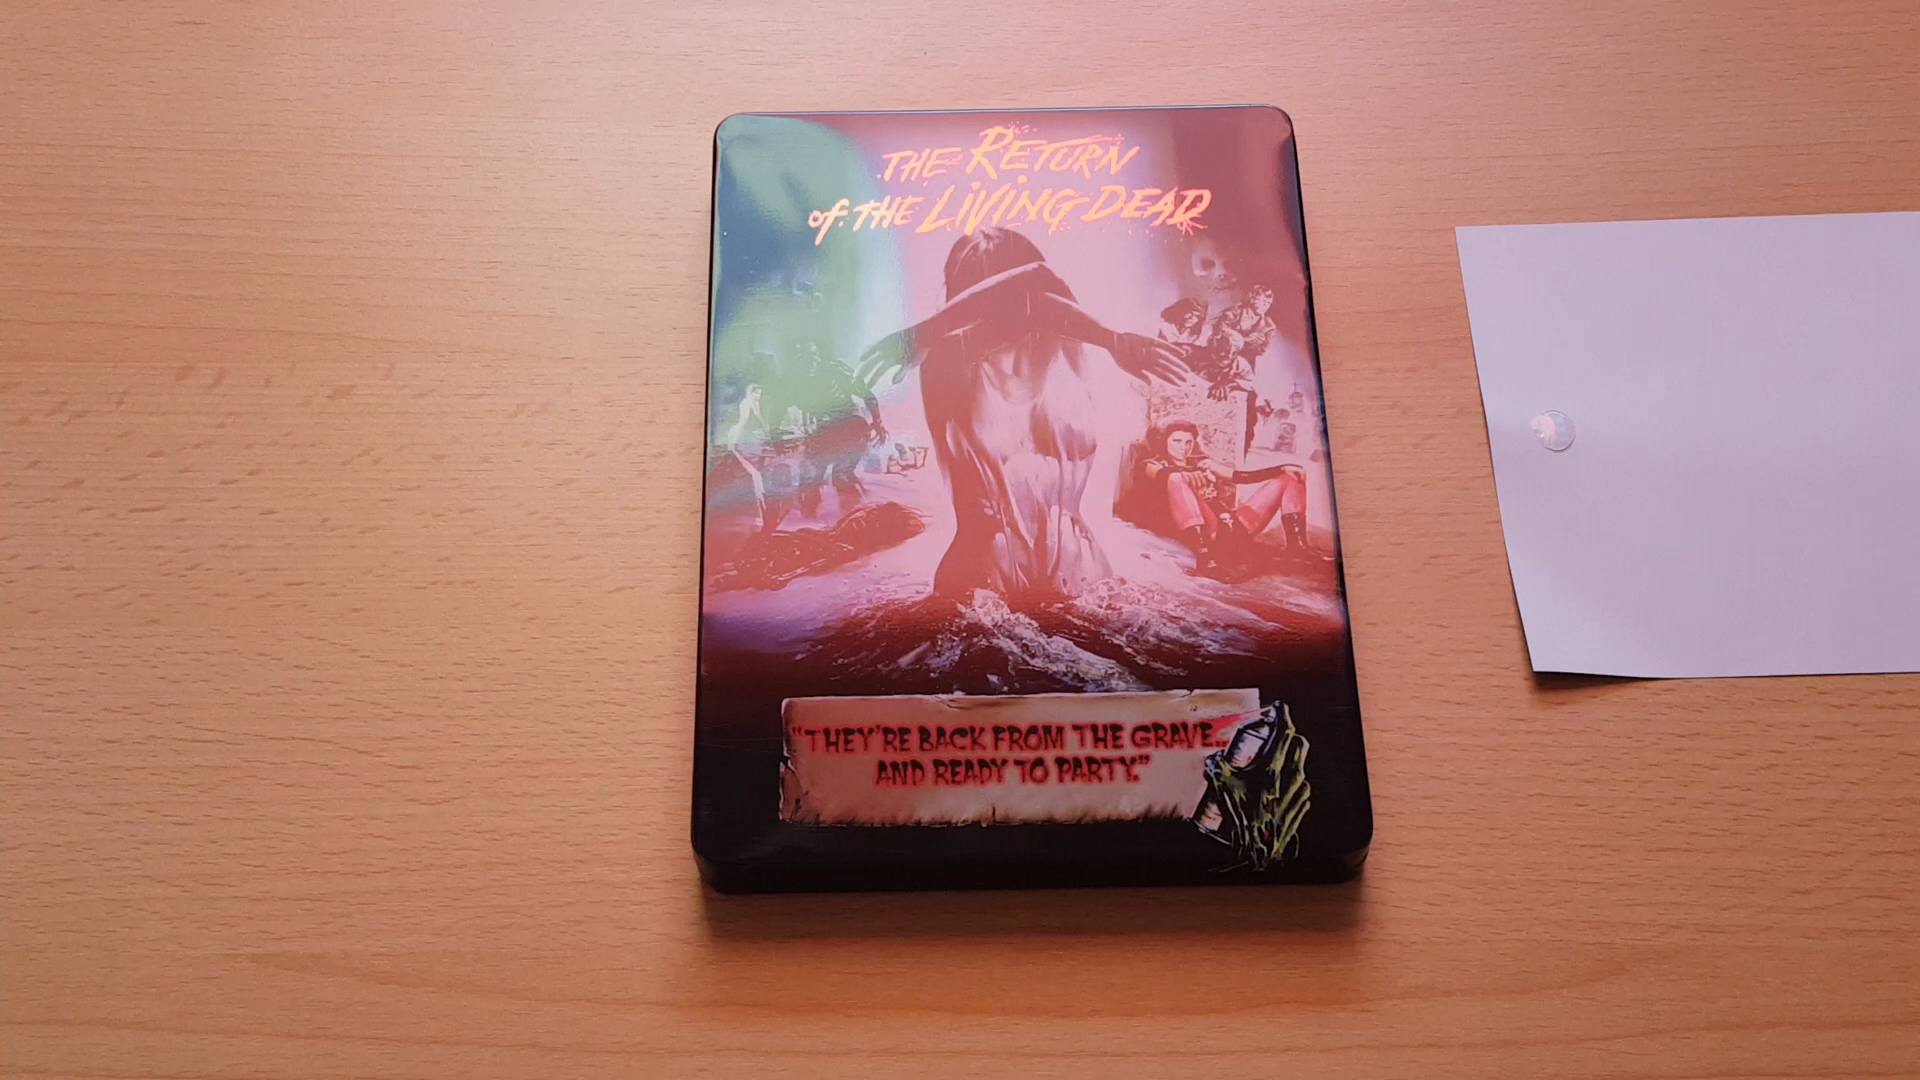 THE RETURN
of THE LiViNG DEAD
"THEY'RE BACK FROM THE GRAVE..
AND READY TO PARTY."